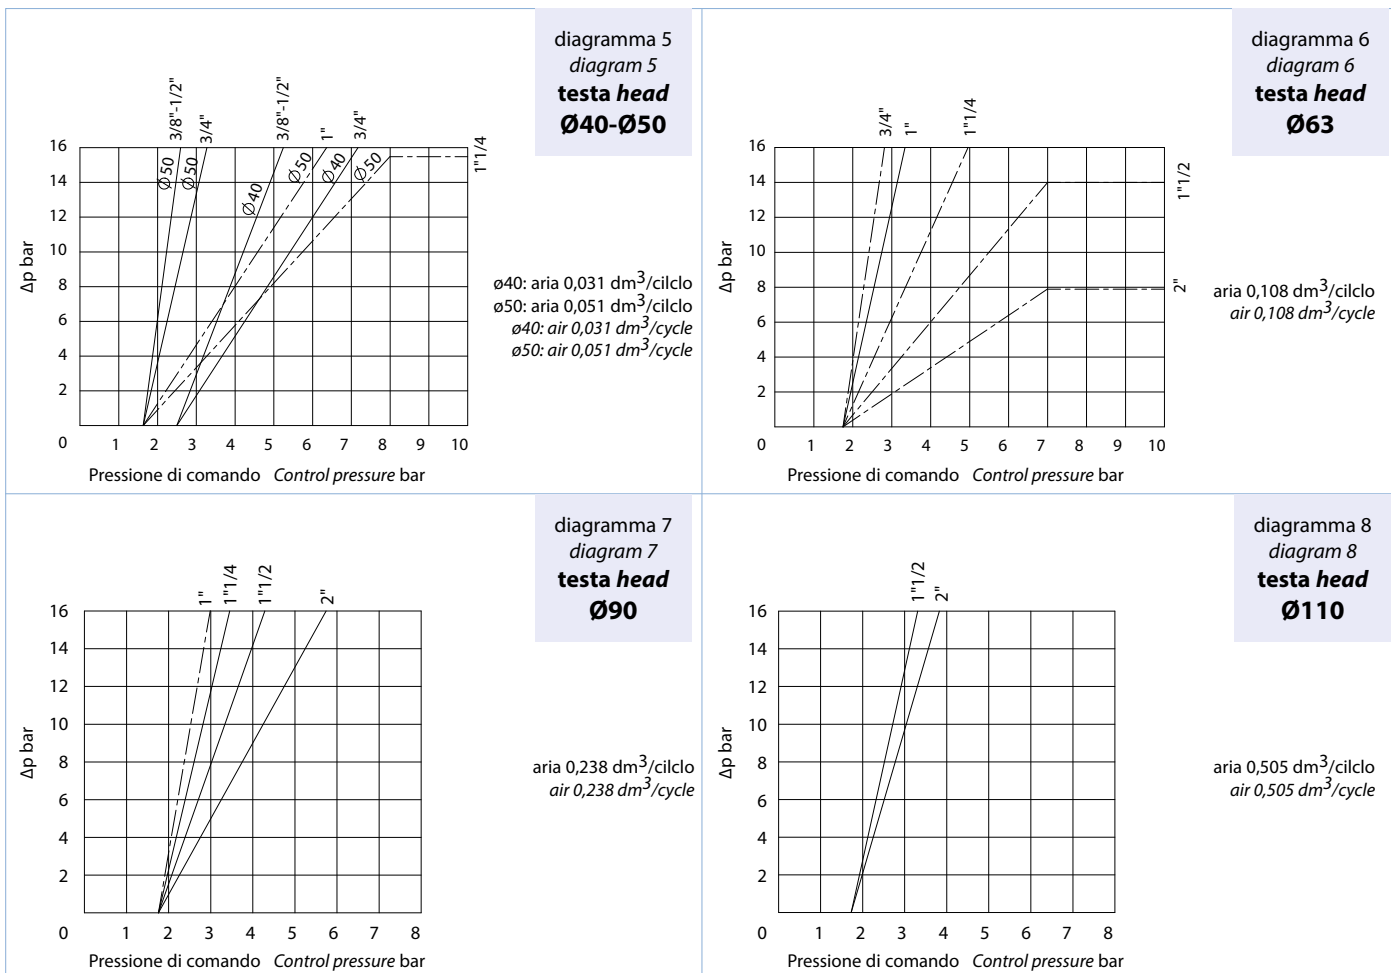 diagramma 5
diagram 5
testa head
Ø40-Ø50
3/8"-1/2"
3/4"
3/8"-1/2"
1"
3/4"
1"1/4
Ø50
Ø50
Ø40
Ø50
Ø40
Ø50
16
14
12
10
8
6
4
2
0 1 2 3 4 5 6 7 8 9 10
Δp bar
Pressione di comando Control pressure bar
ø40: aria 0,031 dm³/cilclo
ø50: aria 0,051 dm³/cilclo
ø40: air 0,031 dm³/cycle
ø50: air 0,051 dm³/cycle
diagramma 6
diagram 6
testa head
Ø63
3/4"
1"
1"1/4
1"1/2
2"
16
14
12
10
8
6
4
2
0 1 2 3 4 5 6 7 8 9 10
Δp bar
Pressione di comando Control pressure bar
aria 0,108 dm³/cilclo
air 0,108 dm³/cycle
diagramma 7
diagram 7
testa head
Ø90
1"
1"1/4
1"1/2
2"
16
14
12
10
8
6
4
2
0 1 2 3 4 5 6 7 8
Δp bar
Pressione di comando Control pressure bar
aria 0,238 dm³/cilclo
air 0,238 dm³/cycle
diagramma 8
diagram 8
testa head
Ø110
1"1/2
2"
16
14
12
10
8
6
4
2
0 1 2 3 4 5 6 7 8
Δp bar
Pressione di comando Control pressure bar
aria 0,505 dm³/cilclo
air 0,505 dm³/cycle